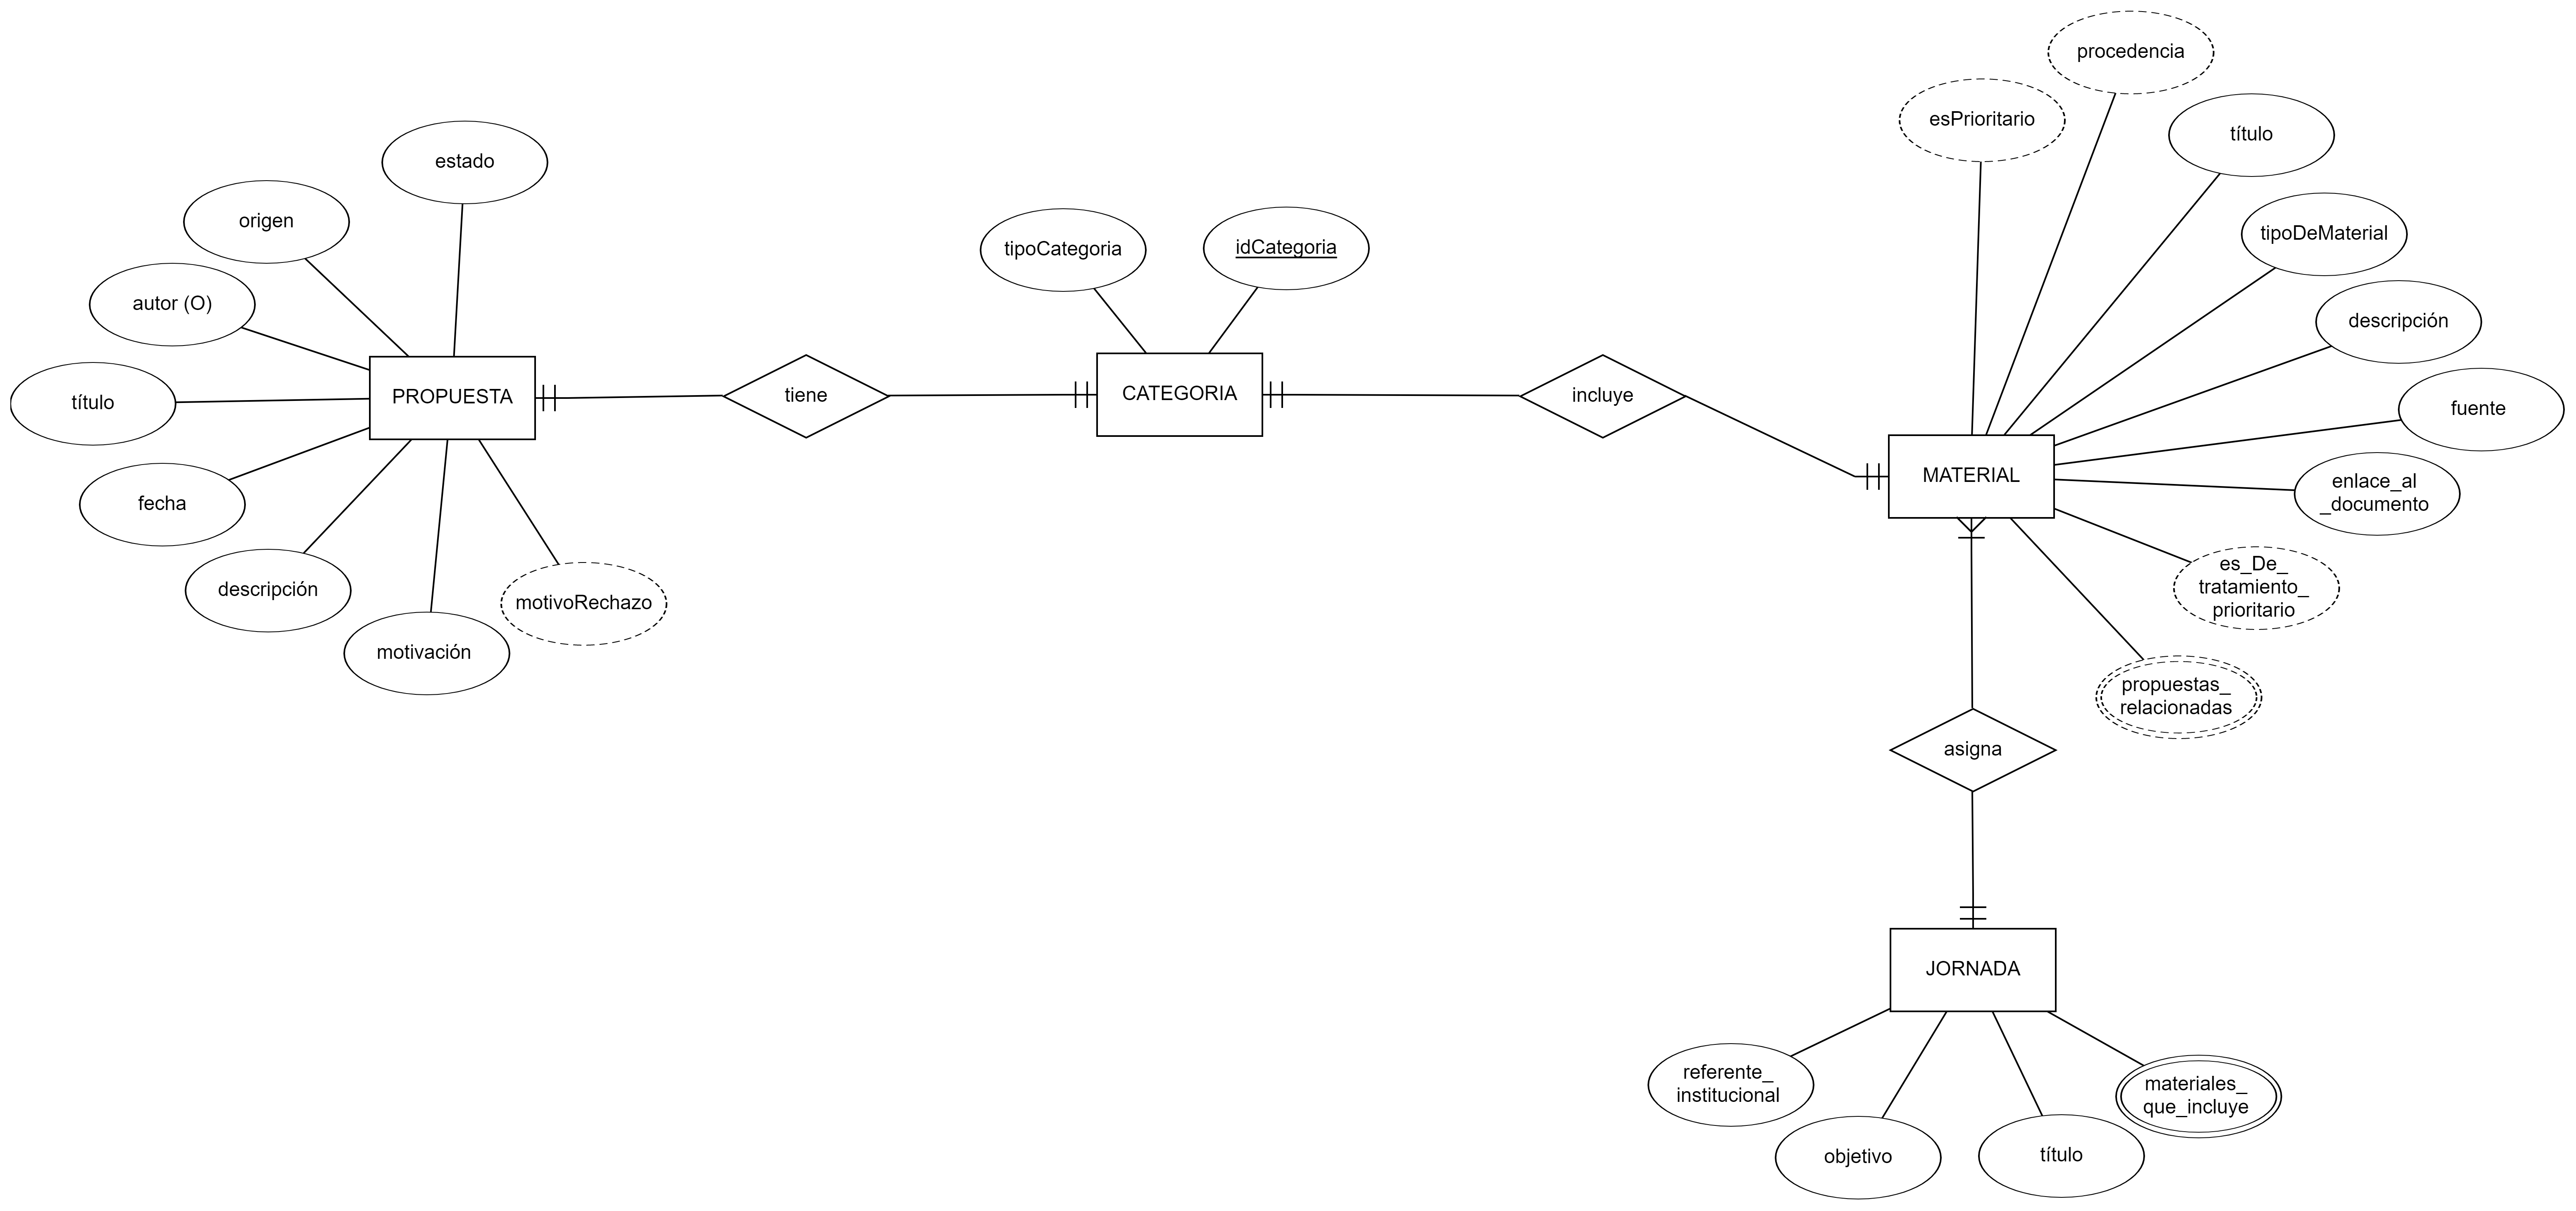 estado
origen
autor (O)
título
fecha
descripción
motivación
motivoRechazo
PROPUESTA
tiene
tipoCategoria
idCategoria
CATEGORIA
incluye
esPrioritario
procedencia
título
tipoDeMaterial
descripción
fuente
enlace_al
_documento
es_De_
tratamiento_
prioritario
propuestas_
relacionadas
MATERIAL
asigna
JORNADA
referente_
institucional
objetivo
título
materiales_
que_incluye